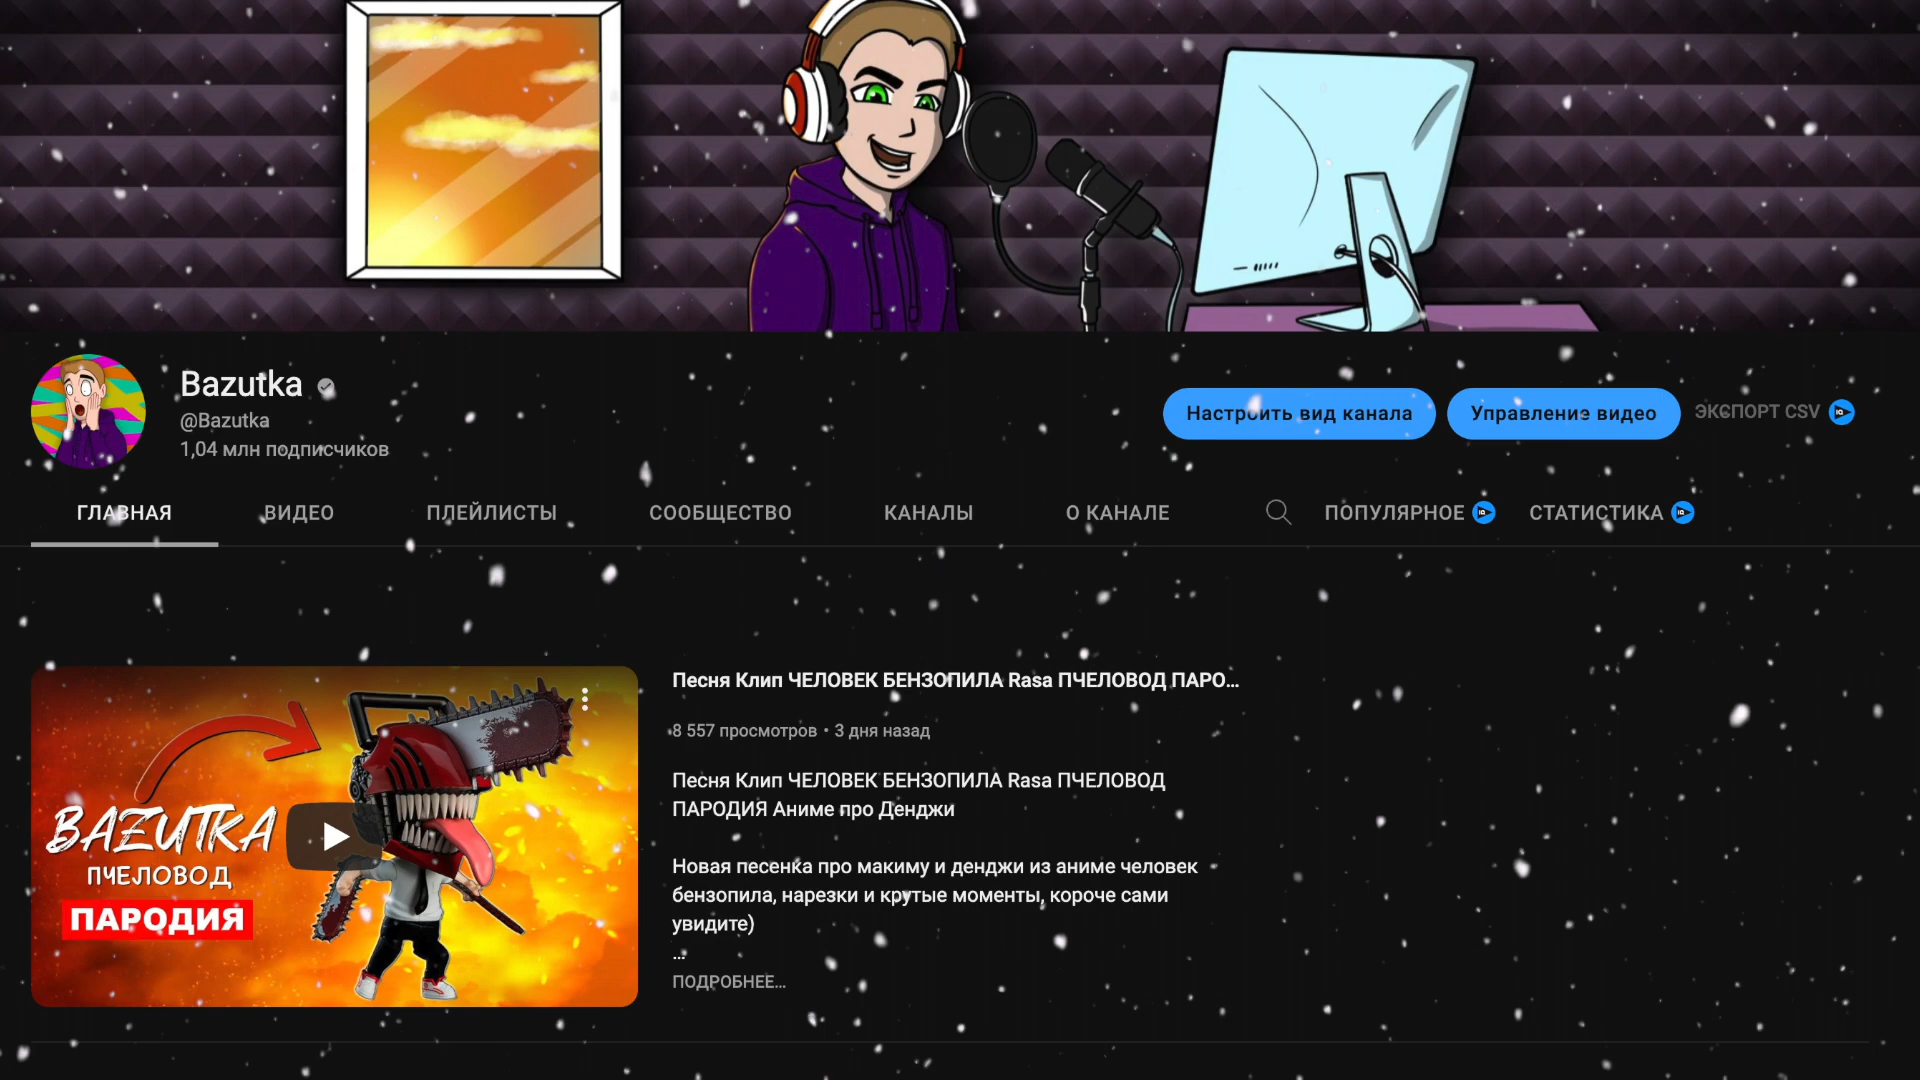 Bazutka
@Bazutka
1,04 млн подписчиков
Настроить вид канала
Управлениз видео
ЭКСПОРТ CSV
ГЛАВНАЯ
ВИДЕО
ПЛЕЙЛИСТЫ
СООБЩЕСТВО
КАНАЛЫ
О КАНАЛЕ
ПОПУЛЯРНОЕ
СТАТИСТИКА
BAZUTKA
ПЧЕЛОВОД
ПАРОДИЯ
Песня Клип ЧЕЛОВЕК БЕНЗОПИЛА Rasa ПЧЕЛОВОД ПАРО...
8 557 просмотров • 3 дня назад
Песня Клип ЧЕЛОВЕК БЕНЗОПИЛА Rasa ПЧЕЛОВОД
ПАРОДИЯ Аниме про Денджи
Новая песенка про макиму и денджи из аниме человек
бензопила, нарезки и крутые моменты, короче сами
увидите)
...
ПОДРОБНЕЕ...